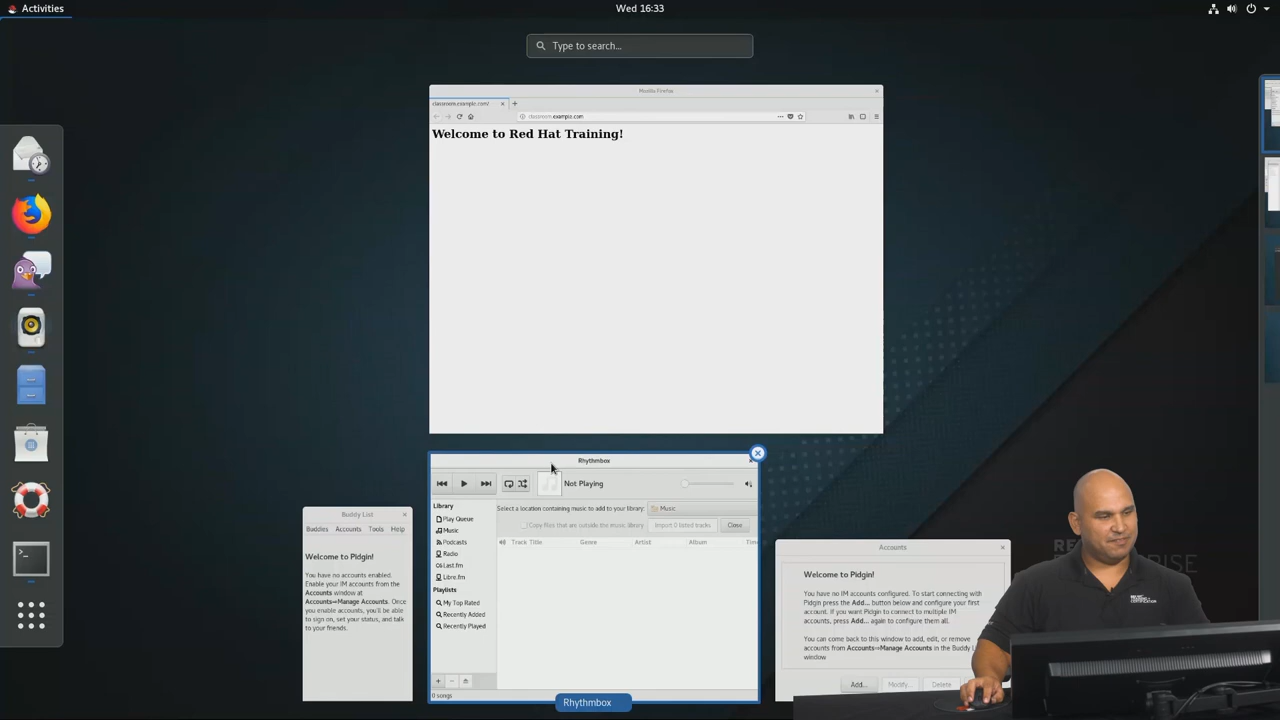 Activities
Wed 16:33
Type to search...
Mozilla Firefox
classroom.example.com/
classroom.example.com
Welcome to Red Hat Training!
Rhythmbox
Not Playing
Library
Select a location containing music to add to your library:
Music
Play Queue
Copy files that are outside the music library
Import 0 listed tracks
Close
Music
Track Title
Genre
Artist
Album
Time
Podcasts
Radio
Last.fm
Libre.fm
Playlists
My Top Rated
Recently Added
Recently Played
0 songs
Rhythmbox
Buddy List
Buddies
Accounts
Tools
Help
Welcome to Pidgin!
You have no accounts enabled.
Enable your IM accounts from the
Accounts window at
Accounts⇨Manage Accounts. Once
you enable accounts, you'll be able
to sign on, set your status, and talk
to your friends.
Accounts
Welcome to Pidgin!
You have no IM accounts configured. To start connecting with
Pidgin press the Add... button below and configure your first
account. If you want Pidgin to connect to multiple IM
accounts, press Add... again to configure them all.
You can come back to this window to add, edit, or remove
accounts from Accounts⇨Manage Accounts in the Buddy
window
Add...
Modify...
Delete